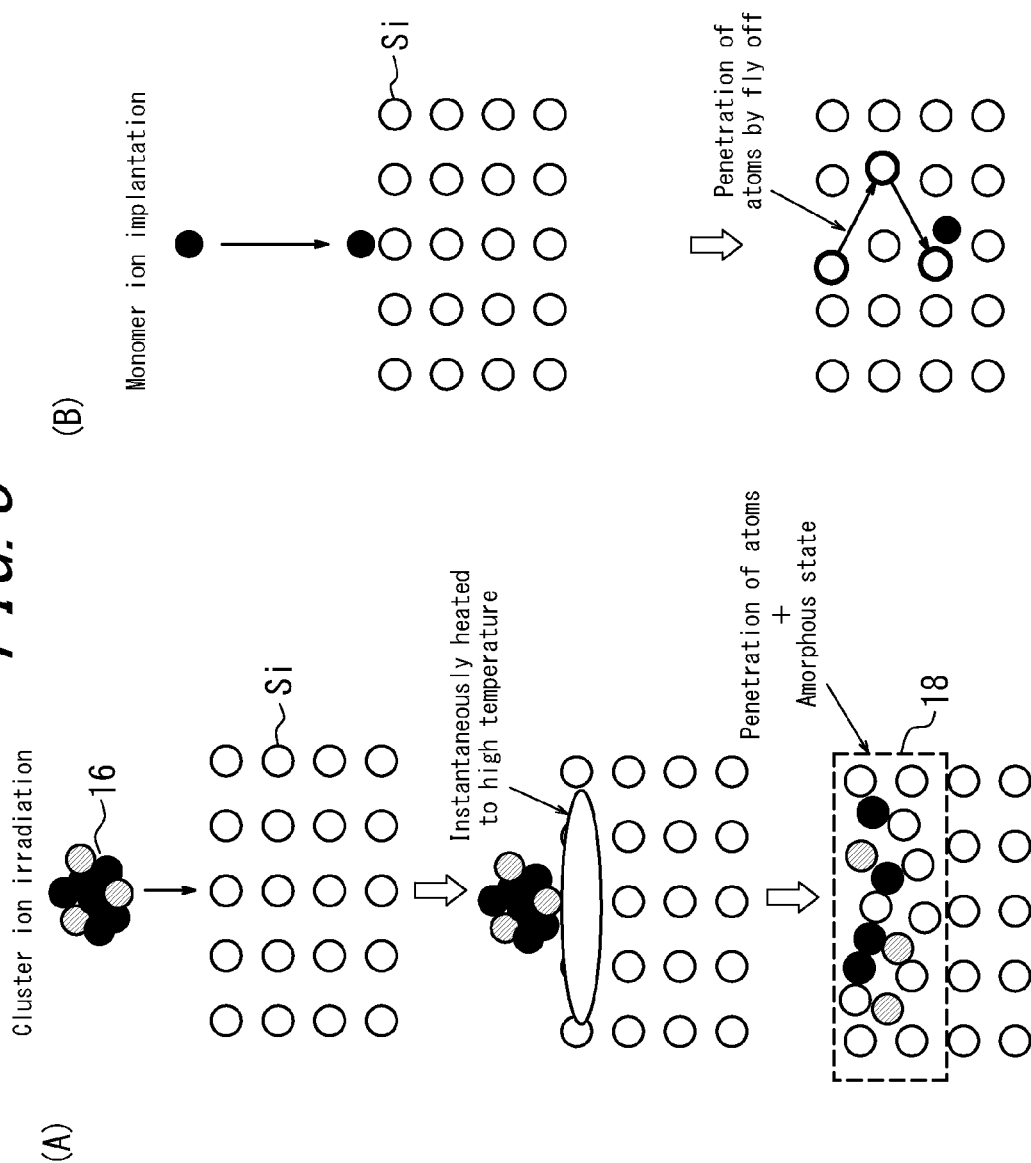 (A)
Cluster ion irradiation
16
Si
Instantaneously heated
to high temperature
Penetration of atoms
+
Amorphous state
18
(B)
Monomer ion implantation
Si
Penetration of
atoms by fly off